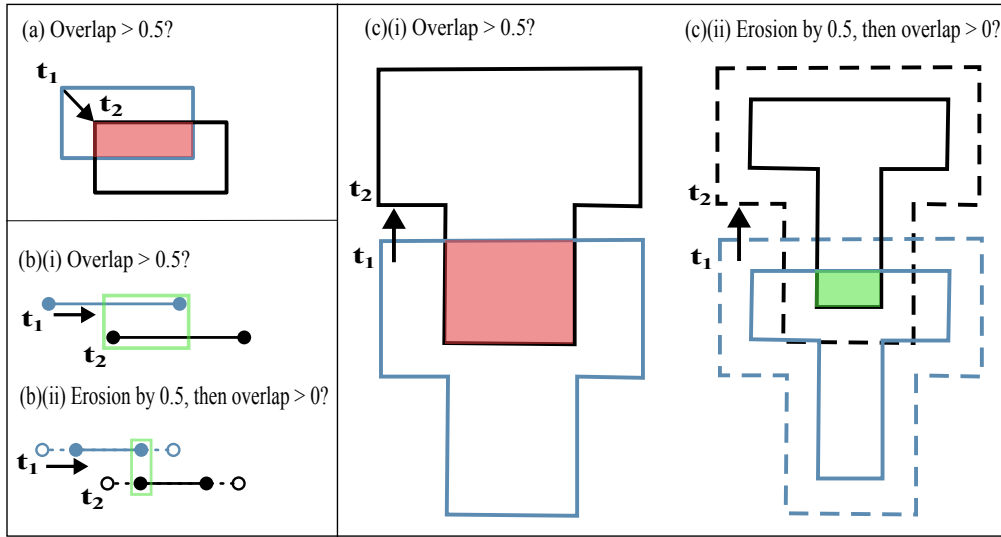 (a) Overlap > 0.5?
t1
t2
(b)(i) Overlap > 0.5?
t1
t2
(b)(ii) Erosion by 0.5, then overlap > 0?
t1
t2
(c)(i) Overlap > 0.5?
t2
t1
(c)(ii) Erosion by 0.5, then overlap > 0?
t2
t1